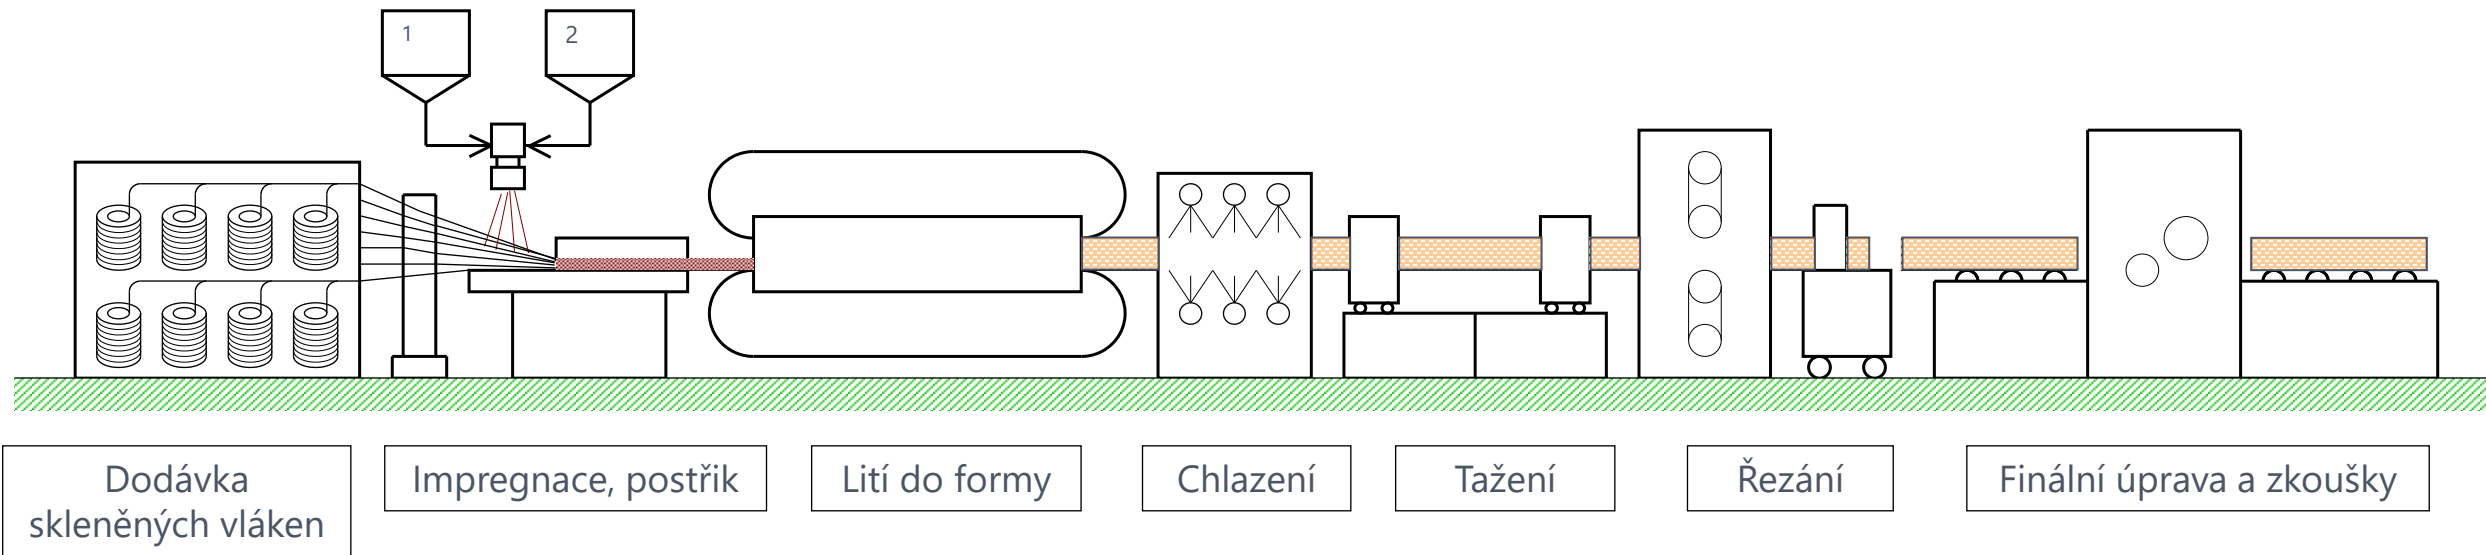 1
2
Dodávka
skleněných vláken
Impregnace, postřik
Lití do formy
Chlazení
Tažení
Řezání
Finální úprava a zkoušky